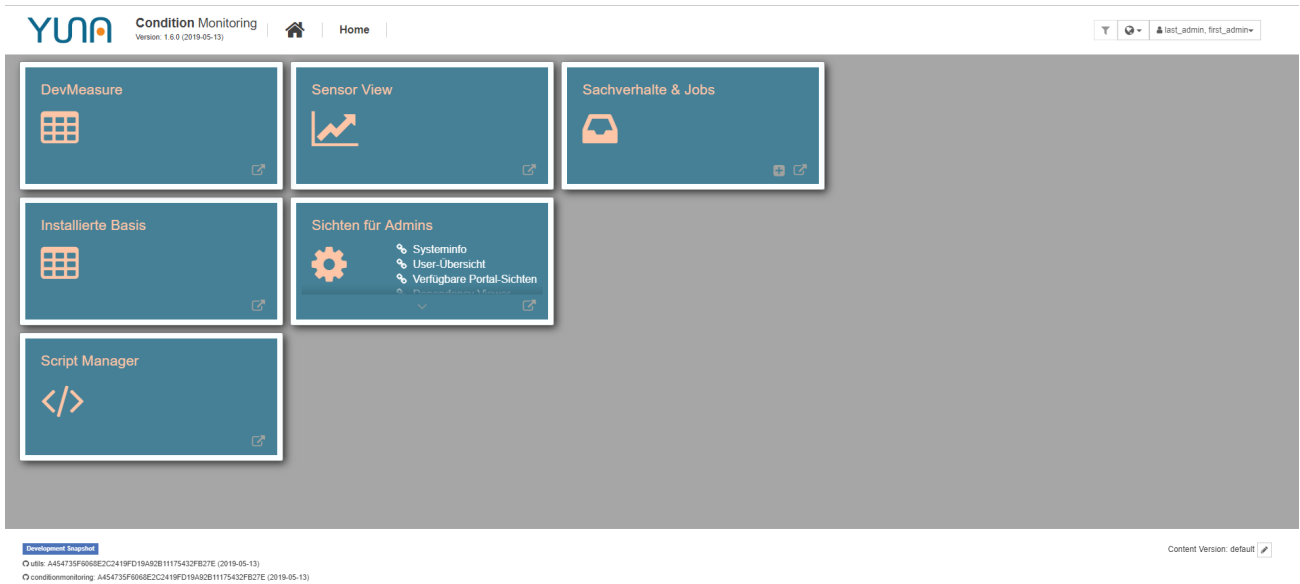 YUNA
Condition Monitoring
Version: 1.6.0 (2019-05-13)
Home
last_admin, first_admin
DevMeasure
Sensor View
Sachverhalte & Jobs
Installierte Basis
Sichten für Admins
Systeminfo
User-Übersicht
Verfügbare Portal-Sichten
Script Manager
Development Snapshot
utils: A454735F6068E2C2419FD19A92B11175432FB27E (2019-05-13)
conditionmonitoring: A454735F6068E2C2419FD19A92B11175432FB27E (2019-05-13)
Content Version: default